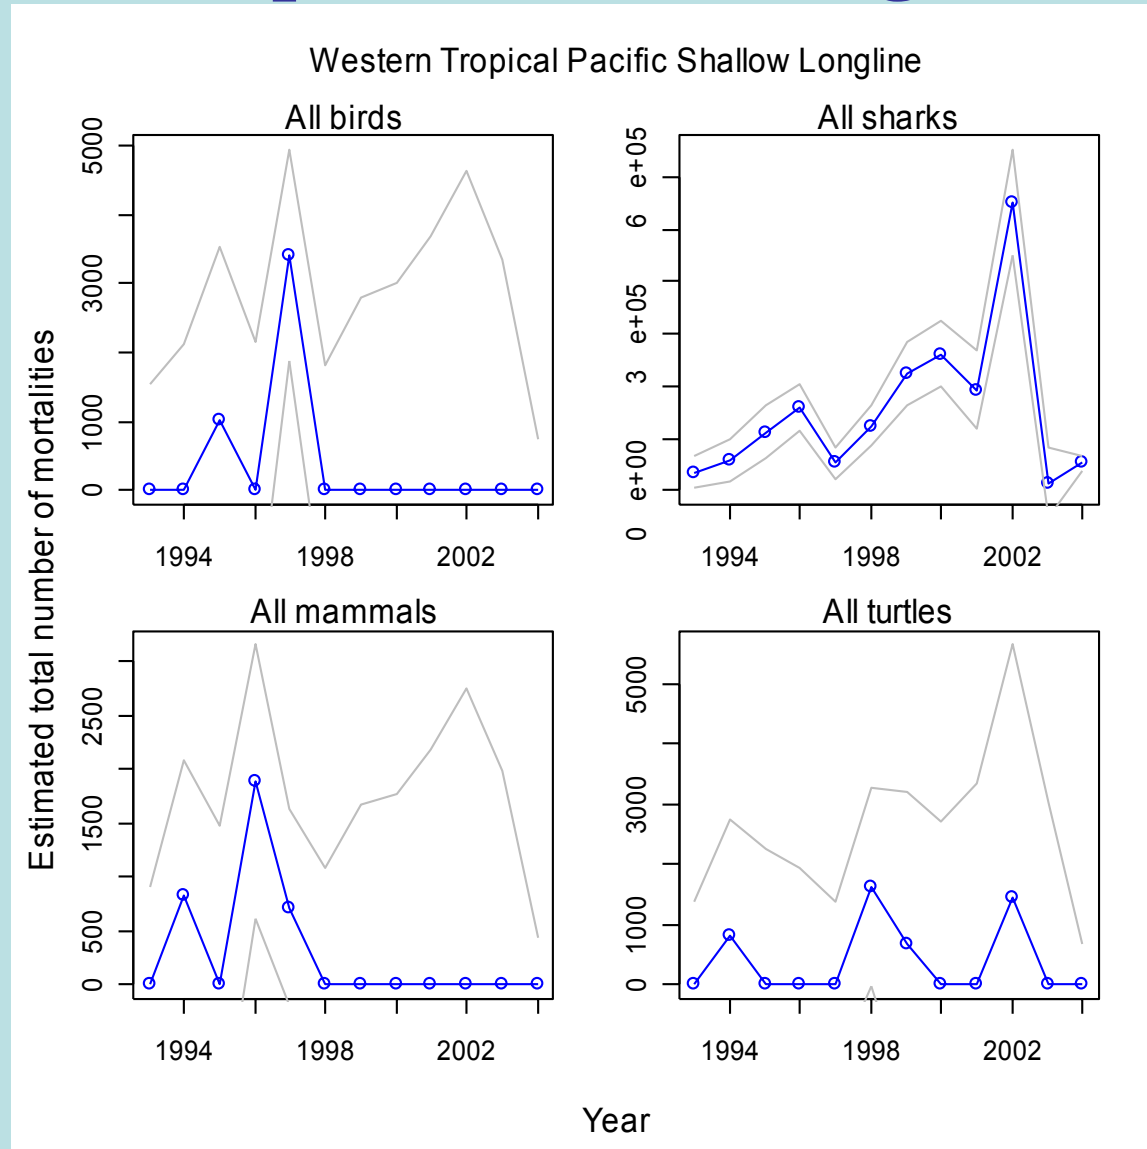 Western Tropical Pacific Shallow Longline
All birds
All sharks
5000
3000
1000
0
6 e+05
3 e+05
0 e+00
1994 1998 2002
1994 1998 2002
Estimated total number of mortalities
All mammals
All turtles
2500
1500
500
0
5000
3000
1000
0
1994 1998 2002
1994 1998 2002
Year